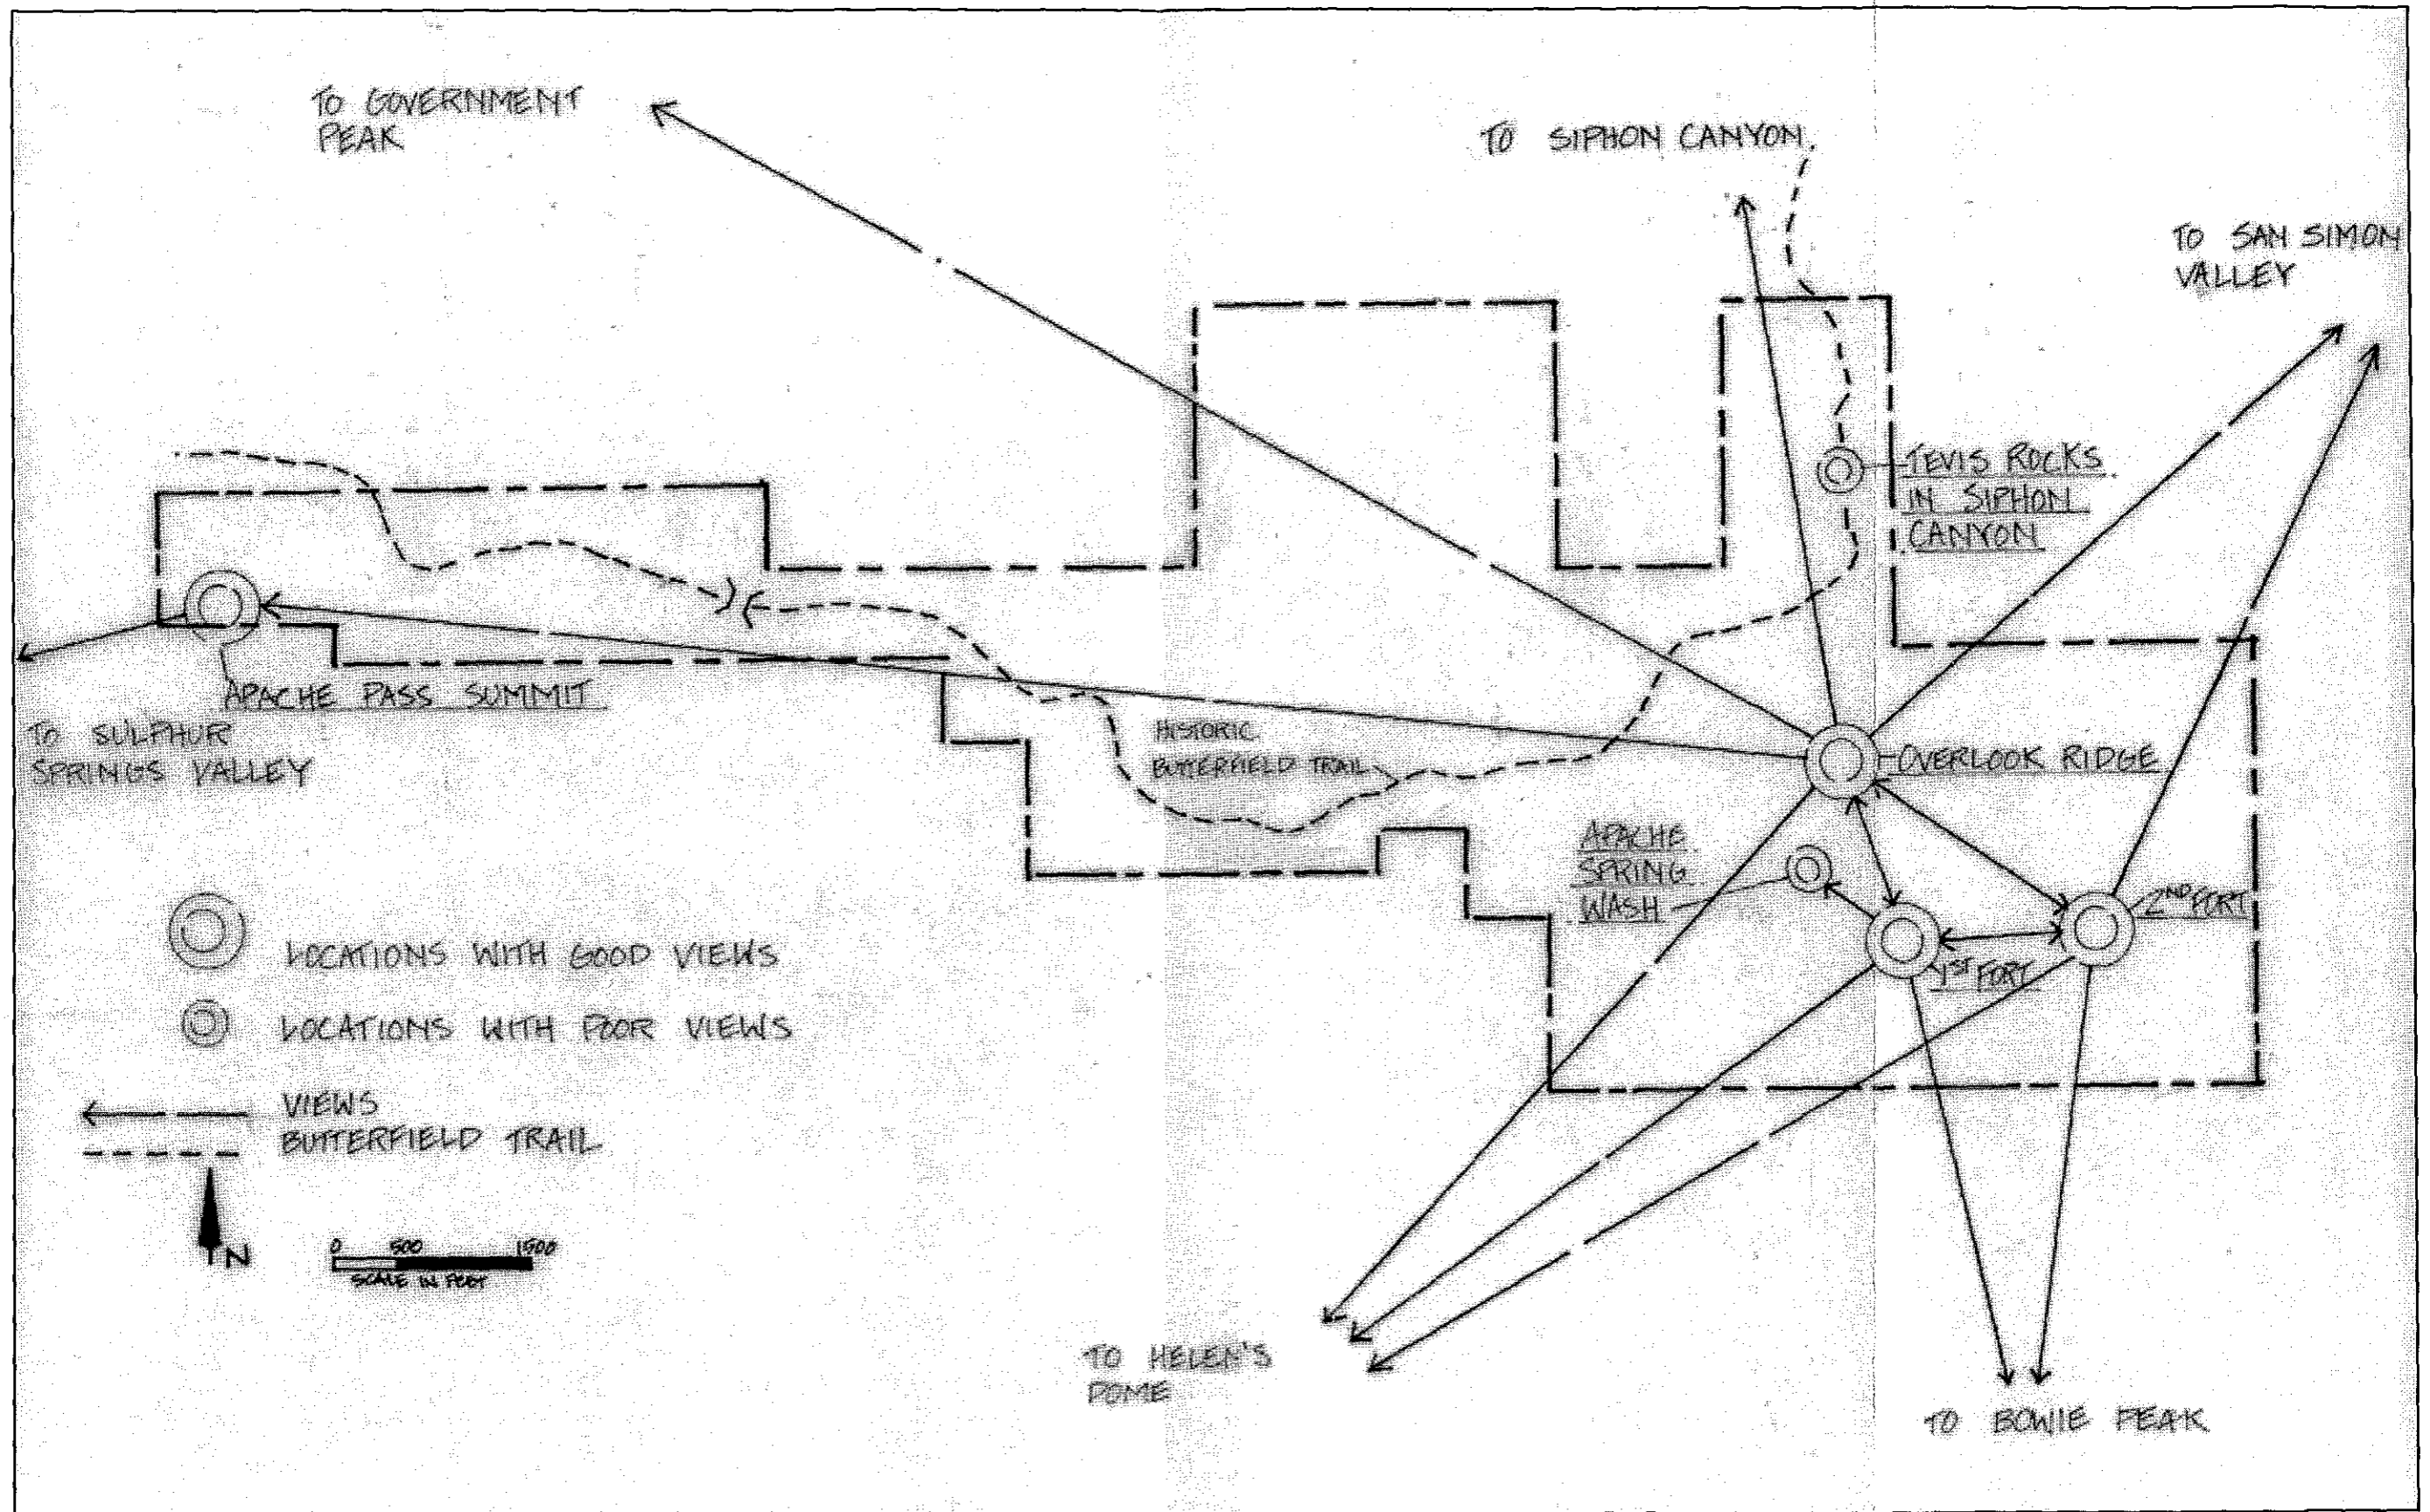 TO GOVERNMENT
PEAK
TO SIPHON CANYON
TO SAN SIMON
VALLEY
TEVIS ROCKS
IN SIPHON
CANYON
APACHE PASS SUMMIT
TO SULPHUR
SPRINGS VALLEY
HISTORIC
BUTTERFIELD TRAIL
OVERLOOK RIDGE
APACHE
SPRING
WASH
2ND FORT
1ST FORT
LOCATIONS WITH GOOD VIEWS
LOCATIONS WITH POOR VIEWS
VIEWS
BUTTERFIELD TRAIL
N
0 500 1500
SCALE IN FEET
TO HELEN'S
DOME
TO BOWIE PEAK